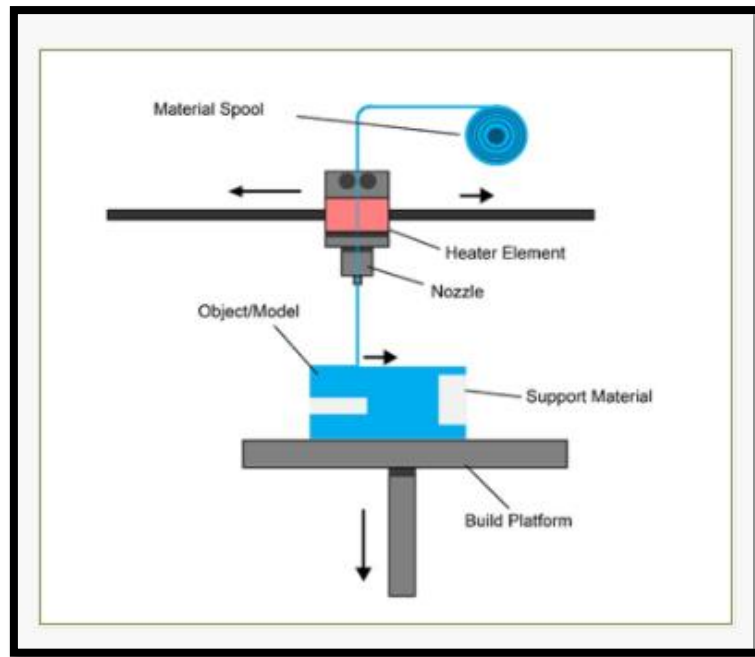 Material Spool
Heater Element
Nozzle
Object/Model
Support Material
Build Platform